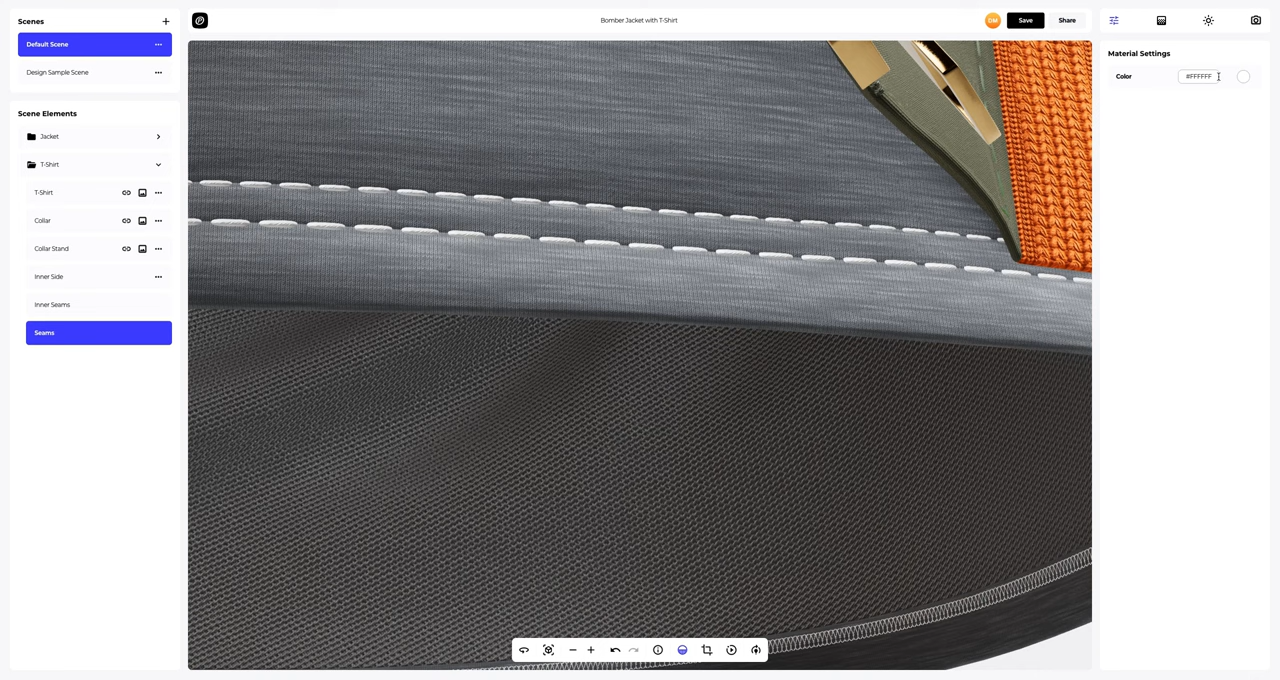 Scenes
Default Scene
Design Sample Scene
Scene Elements
Jacket
T-Shirt
T-Shirt
Collar
Collar Stand
Inner Side
Inner Seams
Seams
Bomber Jacket with T-Shirt
DM
Save
Share
Material Settings
Color
#FFFFFF